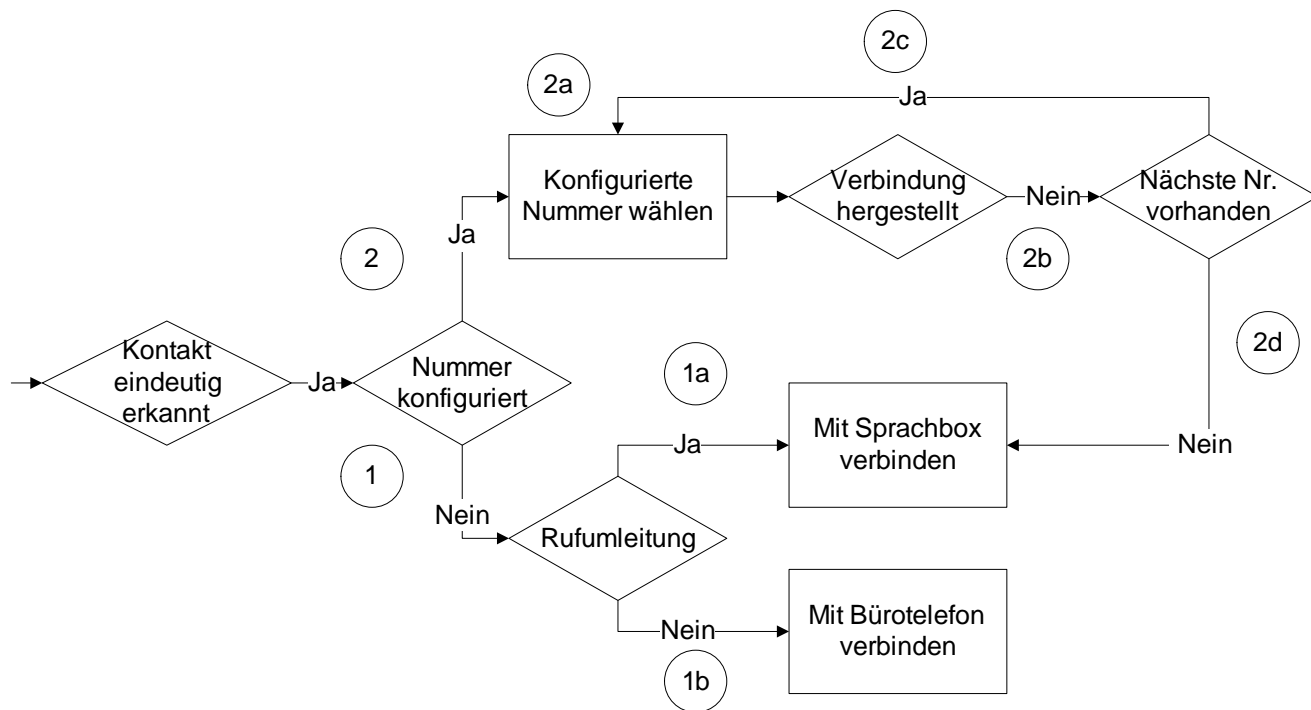 2c
2a
Ja
Konfigurierte
Nummer wählen
Verbindung
hergestellt
Nein
Nächste Nr.
vorhanden
Ja
2
2b
Kontakt
eindeutig
erkannt
Ja
Nummer
konfiguriert
2d
1a
1
Ja
Mit Sprachbox
verbinden
Nein
Nein
Rufumleitung
Nein
Mit Bürotelefon
verbinden
1b